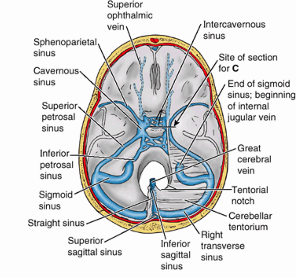 Superior
ophthalmic
vein
Intercavernous
sinus
Sphenoparietal
sinus
Site of section
for C
Cavernous
sinus
End of sigmoid
sinus; beginning
of internal
jugular vein
Superior
petrosal
sinus
Inferior
petrosal
sinus
Great
cerebral
vein
Sigmoid
sinus
Tentorial
notch
Straight sinus
Cerebellar
tentorium
Superior
sagittal sinus
Inferior
sagittal
sinus
Right
transverse
sinus